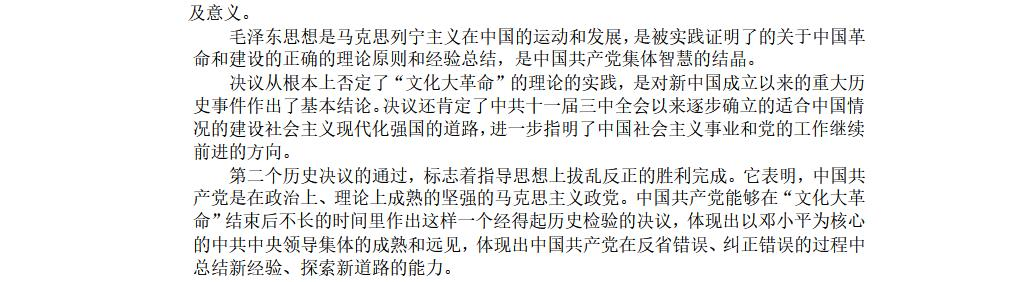 及意义。
毛泽东思想是马克思列宁主义在中国的运动和发展，是被实践证明了的关于中国革
命和建设的正确的理论原则和经验总结，是中国共产党集体智慧的结晶。
决议从根本上否定了“文化大革命”的理论的实践，是对新中国成立以来的重大历
史事件作出了基本结论。决议还肯定了中共十一届三中全会以来逐步确立的适合中国情
况的建设社会主义现代化强国的道路，进一步指明了中国社会主义事业和党的工作继续
前进的方向。
第二个历史决议的通过，标志着指导思想上拨乱反正的胜利完成。它表明，中国共
产党是在政治上、理论上成熟的坚强的马克思主义政党。中国共产党能够在“文化大革
命”结束后不长的时间里作出这样一个经得起历史检验的决议，体现出以邓小平为核心
的中共中央领导集体的成熟和远见，体现出中国共产党在反省错误、纠正错误的过程中
总结新经验、探索新道路的能力。